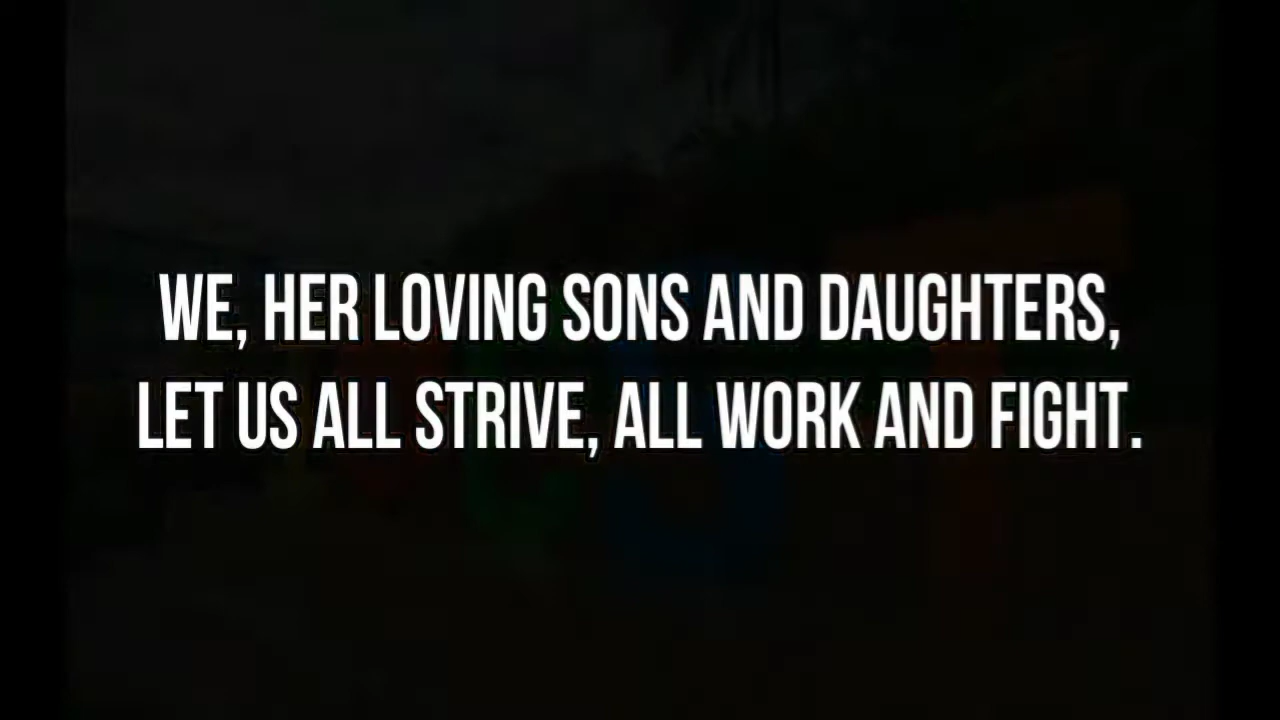 WE, HER LOVING SONS AND DAUGHTERS,
LET US ALL STRIVE, ALL WORK AND FIGHT.